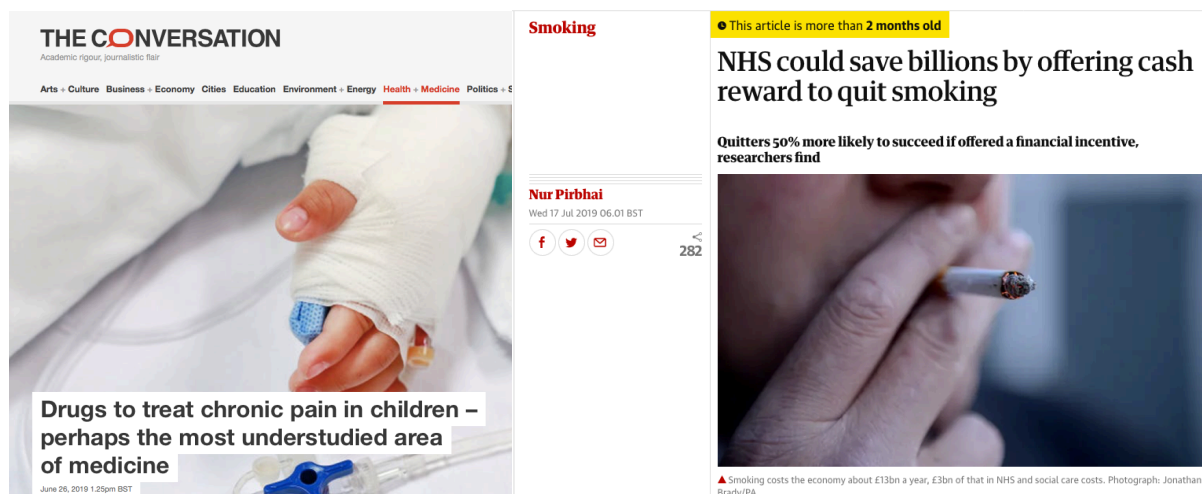 THE CONVERSATION
Academic rigour, journalistic flair
Arts + Culture Business + Economy Cities Education Environment + Energy Health + Medicine Politics +
Drugs to treat chronic pain in children –
perhaps the most understudied area
of medicine
June 26, 2019 1.25pm BST
Smoking
Nur Pirbhai
Wed 17 Jul 2019 06.01 BST
282
This article is more than 2 months old
NHS could save billions by offering cash
reward to quit smoking
Quitters 50% more likely to succeed if offered a financial incentive,
researchers find
Smoking costs the economy about £13bn a year, £3bn of that in NHS and social care costs. Photograph: Jonathan
Brady/PA